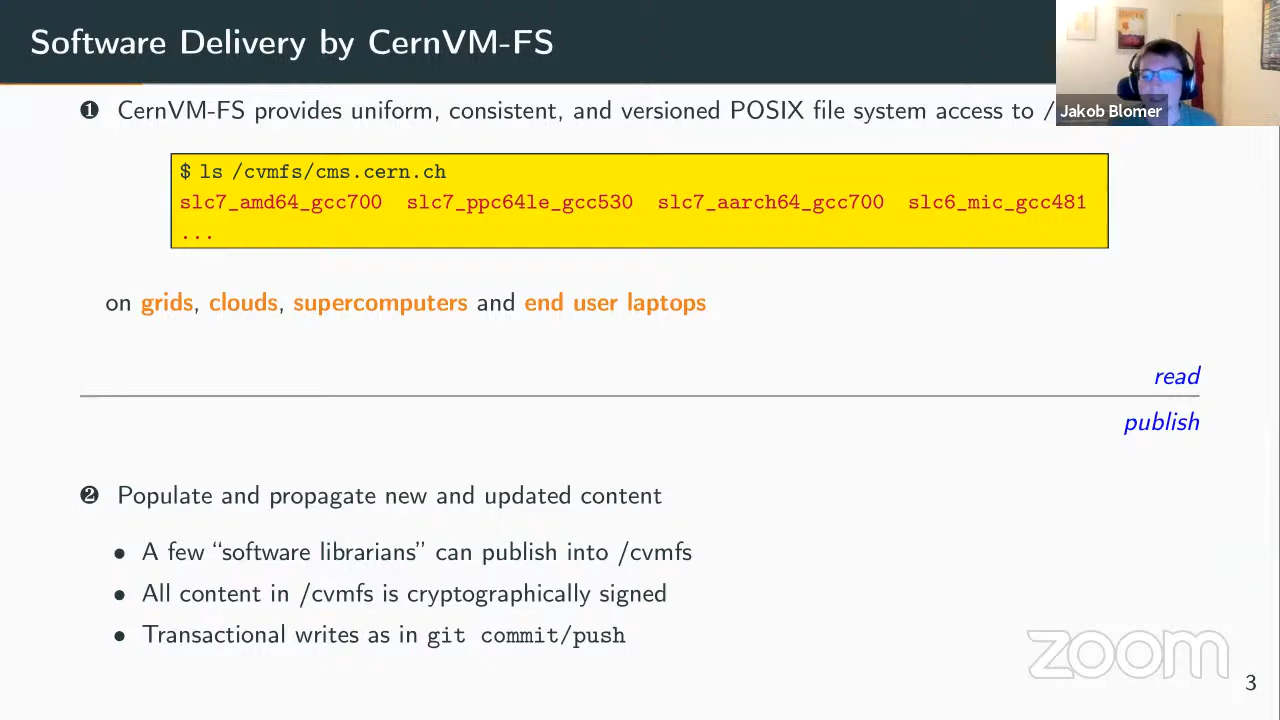 Software Delivery by CernVM-FS
Jakob Blomer
❶ CernVM-FS provides uniform, consistent, and versioned POSIX file system access to /
$ ls /cvmfs/cms.cern.ch
slc7_amd64_gcc700 slc7_ppc64le_gcc530 slc7_aarch64_gcc700 slc6_mic_gcc481
...
on grids, clouds, supercomputers and end user laptops
read
publish
❷ Populate and propagate new and updated content
• A few “software librarians” can publish into /cvmfs
• All content in /cvmfs is cryptographically signed
• Transactional writes as in git commit/push
zoom
3